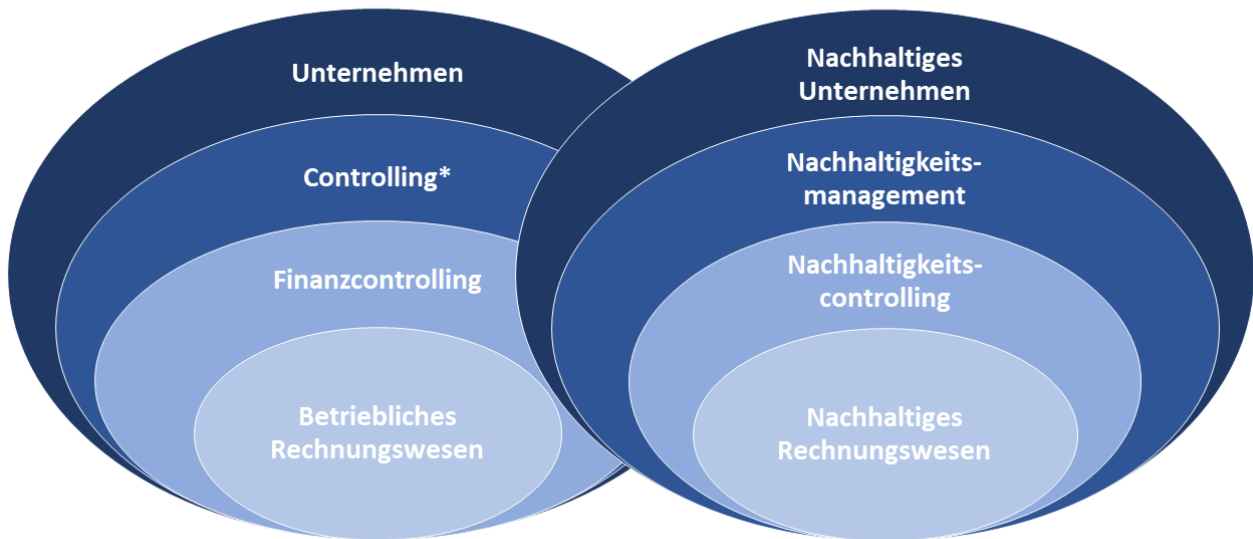 Unternehmen
Controlling*
Finanzcontrolling
Betriebliches
Rechnungswesen
Nachhaltiges
Unternehmen
Nachhaltigkeits-
management
Nachhaltigkeits-
controlling
Nachhaltiges
Rechnungswesen